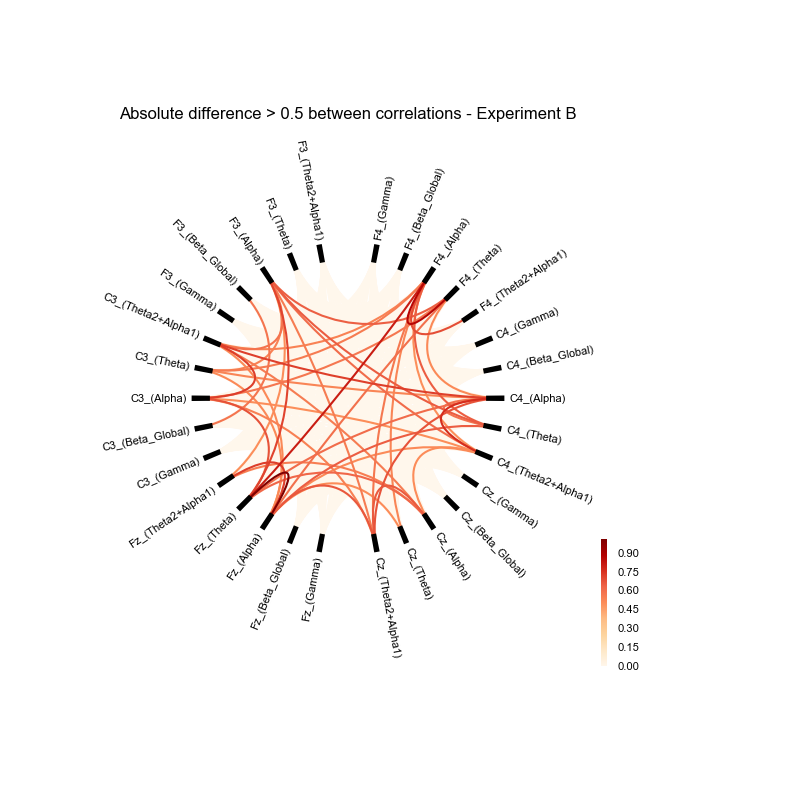 Absolute difference > 0.5 between correlations - Experiment B
F3_(Theta2+Alpha1)
F3_(Theta)
F3_(Alpha)
F3_(Beta_Global)
F3_(Gamma)
C3_(Theta2+Alpha1)
C3_(Theta)
C3_(Alpha)
C3_(Beta_Global)
C3_(Gamma)
Fz_(Theta2+Alpha1)
Fz_(Theta)
Fz_(Alpha)
Fz_(Beta_Global)
Fz_(Gamma)
Cz_(Theta2+Alpha1)
Cz_(Theta)
Cz_(Alpha)
Cz_(Beta_Global)
Cz_(Gamma)
C4_(Theta2+Alpha1)
C4_(Theta)
C4_(Alpha)
C4_(Beta_Global)
C4_(Gamma)
F4_(Theta2+Alpha1)
F4_(Theta)
F4_(Alpha)
F4_(Beta_Global)
F4_(Gamma)
0.90
0.75
0.60
0.45
0.30
0.15
0.00